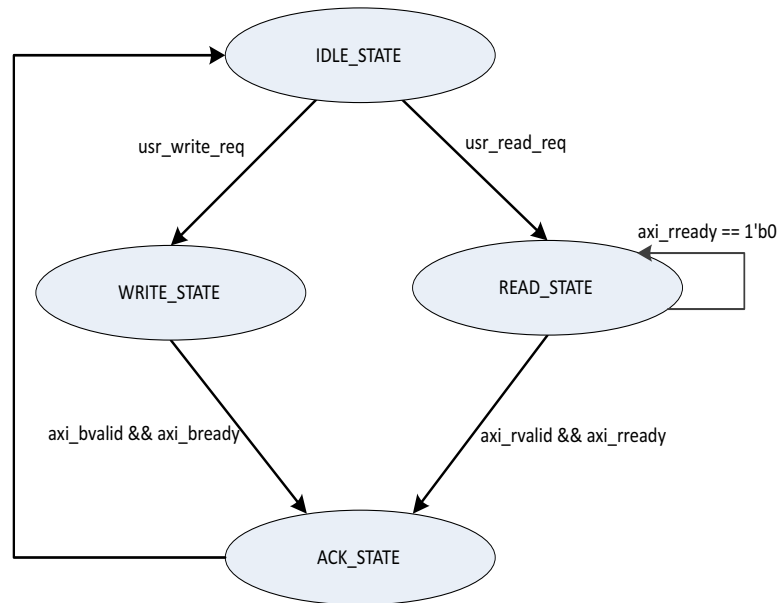 IDLE_STATE
usr_write_req
usr_read_req
axi_rready == 1'b0
WRITE_STATE
READ_STATE
axi_bvalid && axi_bready
axi_rvalid && axi_rready
ACK_STATE